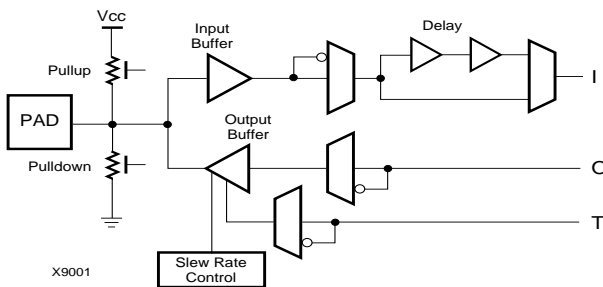 Vcc
Input
Buffer
Delay
Pullup
I
PAD
Output
Buffer
Pulldown
O
T
Slew Rate
Control
X9001